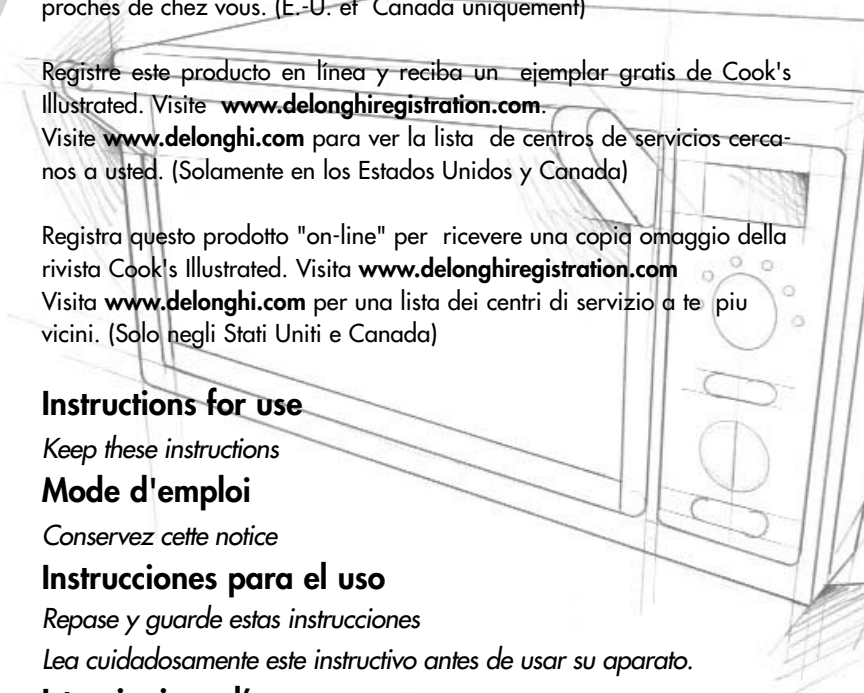 proches de chez vous. (E.-U. et Canada uniquement)
Registre este producto en línea y reciba un ejemplar gratis de Cook's
Illustrated. Visite www.delonghiregistration.com.
Visite www.delonghi.com para ver la lista de centros de servicios cerca-
nos a usted. (Solamente en los Estados Unidos y Canada)
Registra questo prodotto "on-line" per ricevere una copia omaggio della
rivista Cook's Illustrated. Visita www.delonghiregistration.com
Visita www.delonghi.com per una lista dei centri di servizio a te piu
vicini. (Solo negli Stati Uniti e Canada)
Instructions for use
Keep these instructions
Mode d'emploi
Conservez cette notice
Instrucciones para el uso
Repase y guarde estas instrucciones
Lea cuidadosamente este instructivo antes de usar su aparato.